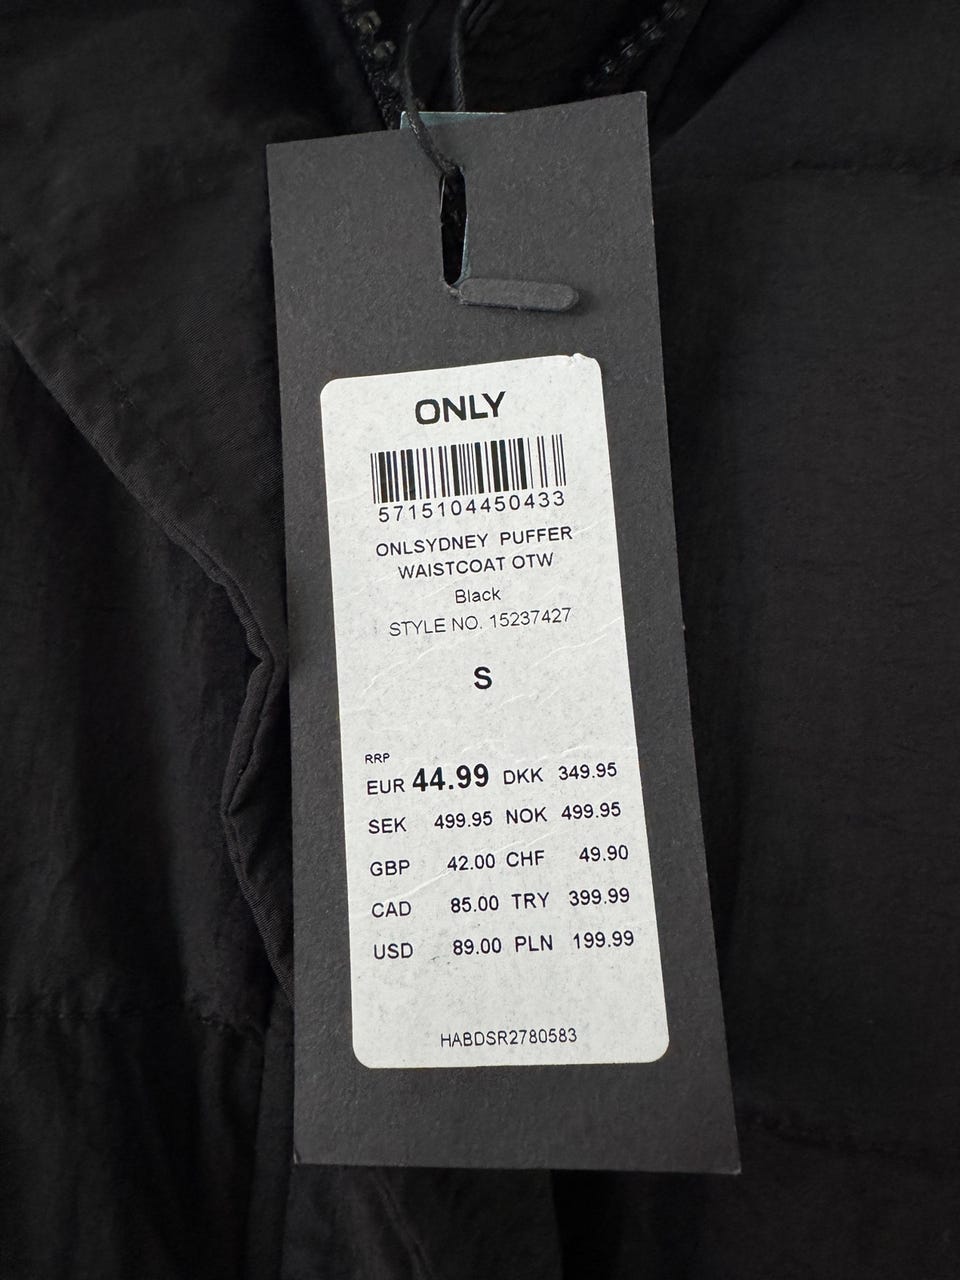 ONLY
5715104450433
ONLSYDNEY PUFFER
WAISTCOAT OTW
Black
STYLE NO. 15237427
S
RRP
EUR 44.99 DKK 349.95
SEK 499.95 NOK 499.95
GBP 42.00 CHF 49.90
CAD 85.00 TRY 399.99
USD 89.00 PLN 199.99
HABDSR2780583